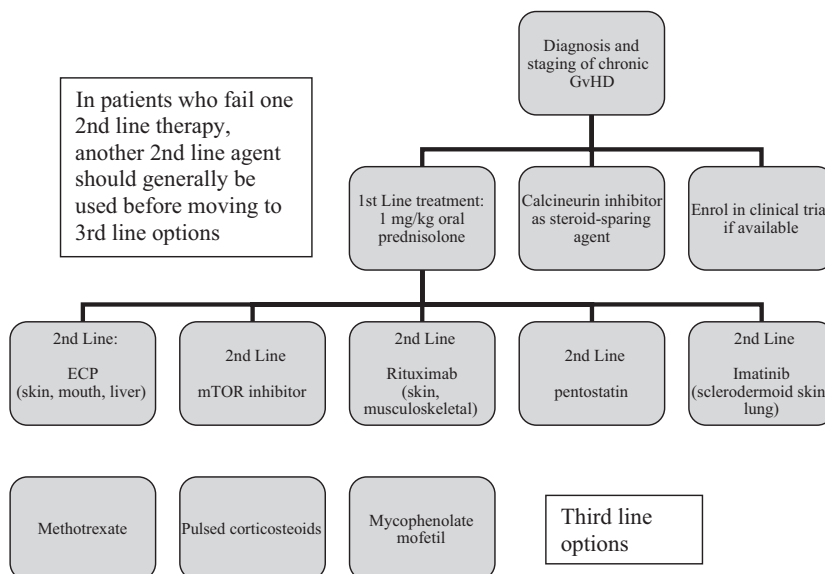 Diagnosis and
staging of chronic
GvHD
In patients who fail one
2nd line therapy,
another 2nd line agent
should generally be
used before moving to
3rd line options
1st Line treatment:
1 mg/kg oral
prednisolone
Calcineurin inhibitor
as steroid-sparing
agent
Enrol in clinical trial
if available
2nd Line:
ECP
(skin, mouth, liver)
2nd Line
mTOR inhibitor
2nd Line
Rituximab
(skin,
musculoskeletal)
2nd Line
pentostatin
2nd Line
Imatinib
(sclerodermoid skin,
lung)
Methotrexate
Pulsed corticosteoids
Mycophenolate
mofetil
Third line
options